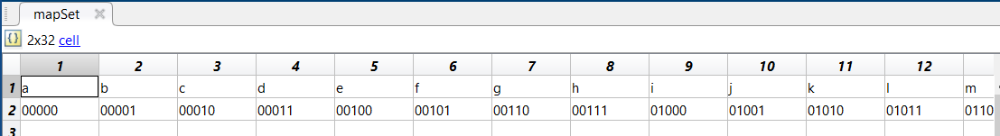 mapSet
2x32 cell
1 2 3 4 5 6 7 8 9 10 11 12
1 a b c d e f g h i j k l m
2 00000 00001 00010 00011 00100 00101 00110 00111 01000 01001 01010 01011 0110
3